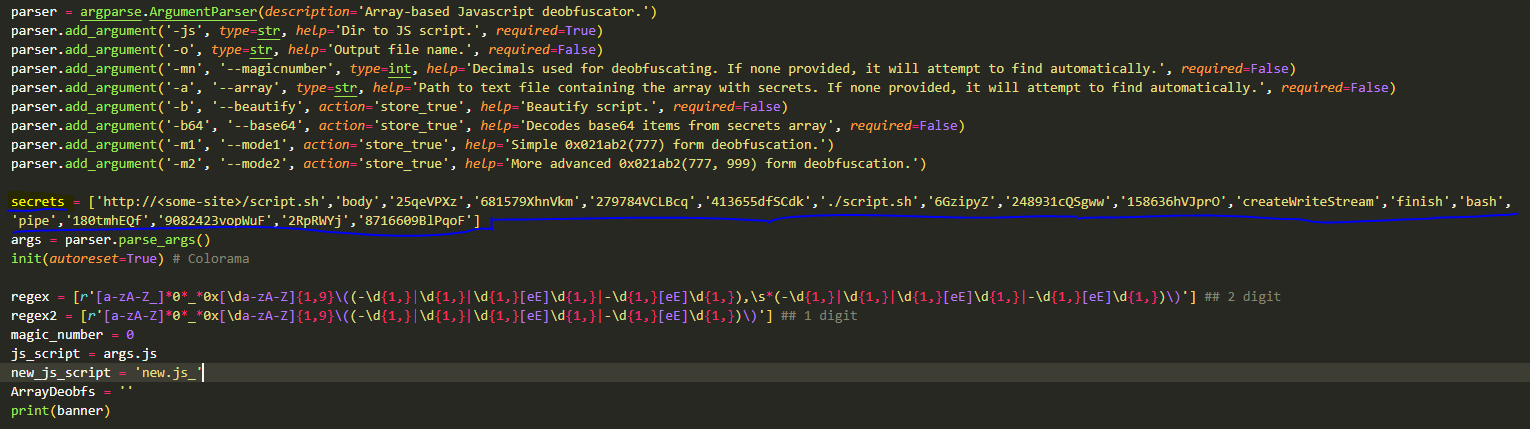 parser = argparse.ArgumentParser(description='Array-based Javascript deobfuscator.')
parser.add_argument('-js', type=str, help='Dir to JS script.', required=True)
parser.add_argument('-o', type=str, help='Output file name.', required=False)
parser.add_argument('-mn', '--magicnumber', type=int, help='Decimals used for deobfuscating. If none provided, it will attempt to find automatically.', required=False)
parser.add_argument('-a', '--array', type=str, help='Path to text file containing the array with secrets. If none provided, it will attempt to find automatically.', required=False)
parser.add_argument('-b', '--beautify', action='store_true', help='Beautify script.', required=False)
parser.add_argument('-b64', '--base64', action='store_true', help='Decodes base64 items from secrets array', required=False)
parser.add_argument('-m1', '--mode1', action='store_true', help='Simple 0x021ab2(777) form deobfuscation.')
parser.add_argument('-m2', '--mode2', action='store_true', help='More advanced 0x021ab2(777, 999) form deobfuscation.')
secrets = ['http://<some-site>/script.sh','body','25qeVPXz','681579XhnVkm','279784VCLBcq','413655dfSCdk','./script.sh','6GzipyZ','248931cQSgww','158636hVJprO','createWriteStream','finish','bash',
'pipe','180tmhEQf','9082423vopWuF','2RpRWYj','8716609BlPqoF']
args = parser.parse_args()
init(autoreset=True) # Colorama
regex = [r'[a-zA-Z_]*0*_*0x[\da-zA-Z]{1,9}\((-\d{1,}|\d{1,}|\d{1,}[eE]\d{1,}|-\d{1,}[eE]\d{1,}),\s*(-\d{1,}|\d{1,}|\d{1,}[eE]\d{1,}|-\d{1,}[eE]\d{1,})\)'] ## 2 digit
regex2 = [r'[a-zA-Z]*0*_*0x[\da-zA-Z]{1,9}\((-\d{1,}|\d{1,}|\d{1,}[eE]\d{1,}|-\d{1,}[eE]\d{1,})\)'] ## 1 digit
magic_number = 0
js_script = args.js
new_js_script = 'new.js_'
ArrayDeobfs = ''
print(banner)